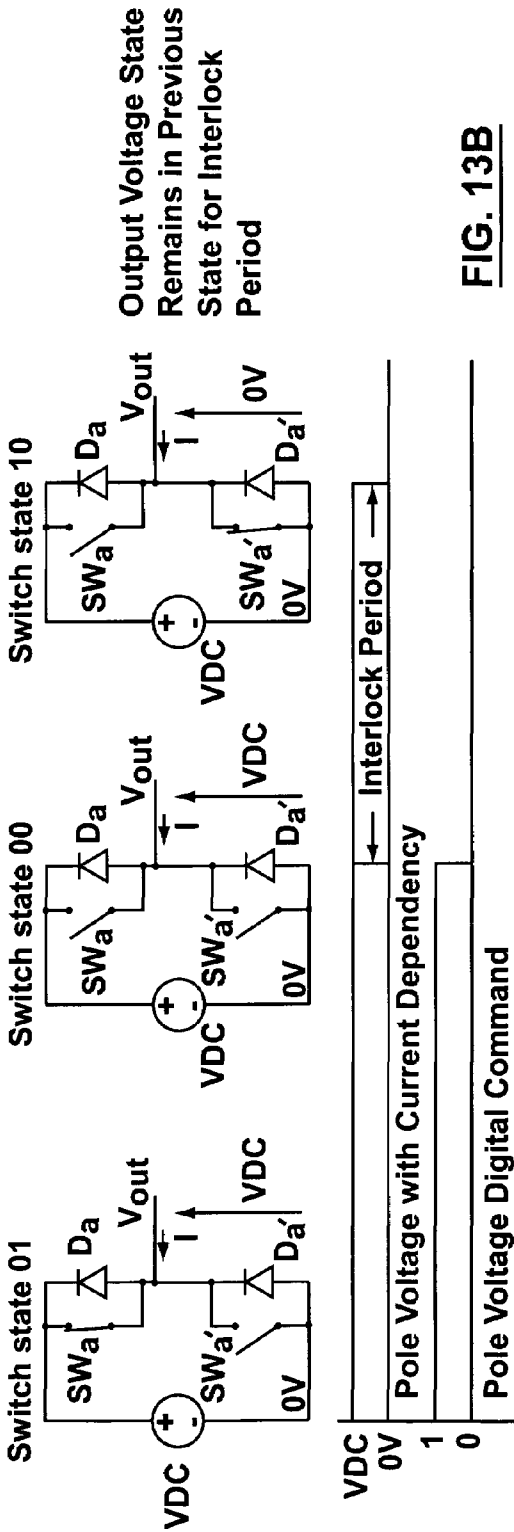 Switch state 01
VDC
SWa
Da
SWa'
0V
Da'
Vout
I
VDC
Switch state 00
VDC
SWa
Da
SWa'
0V
Da'
Vout
I
VDC
Switch state 10
VDC
SWa
Da
SWa'
0V
Da'
Vout
I
0V
Output Voltage State
Remains in Previous
State for Interlock
Period
VDC
0V
Pole Voltage with Current Dependency
Interlock Period
1
0
Pole Voltage Digital Command
FIG. 13B